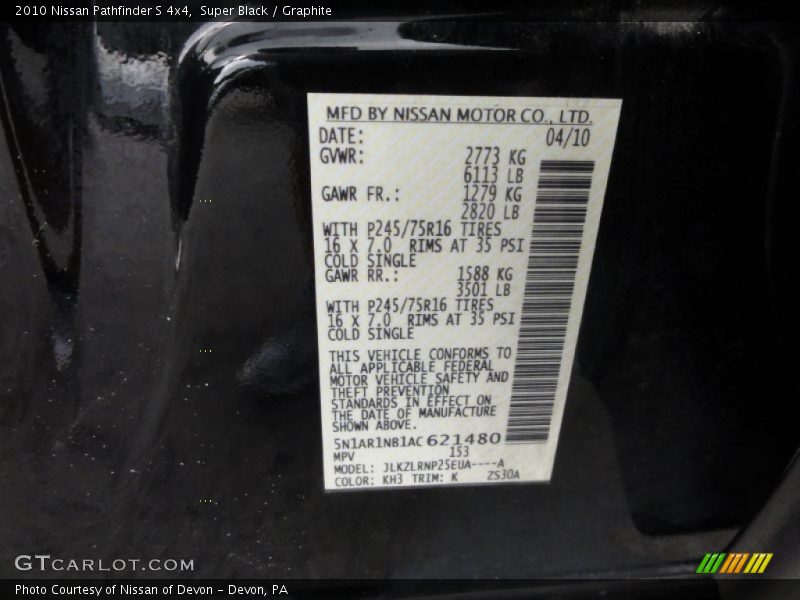 2010 Nissan Pathfinder S 4x4, Super Black / Graphite
MFD BY NISSAN MOTOR CO., LTD.
DATE: 04/10
GVWR: 2773 KG
6113 LB
GAWR FR.: 1279 KG
2820 LB
WITH P245/75R16 TIRES
16 X 7.0 RIMS AT 35 PSI
COLD SINGLE
GAWR RR.: 1588 KG
3501 LB
WITH P245/75R16 TIRES
16 X 7.0 RIMS AT 35 PSI
COLD SINGLE
THIS VEHICLE CONFORMS TO
ALL APPLICABLE FEDERAL
MOTOR VEHICLE SAFETY AND
THEFT PREVENTION
STANDARDS IN EFFECT ON
THE DATE OF MANUFACTURE
SHOWN ABOVE.
5N1AR1NB1AC621480
MPV 153
MODEL: JLKZLRNP25EUA----A
COLOR: KH3 TRIM: K ZS30A
GTCARLOT.COM
Photo Courtesy of Nissan of Devon - Devon, PA